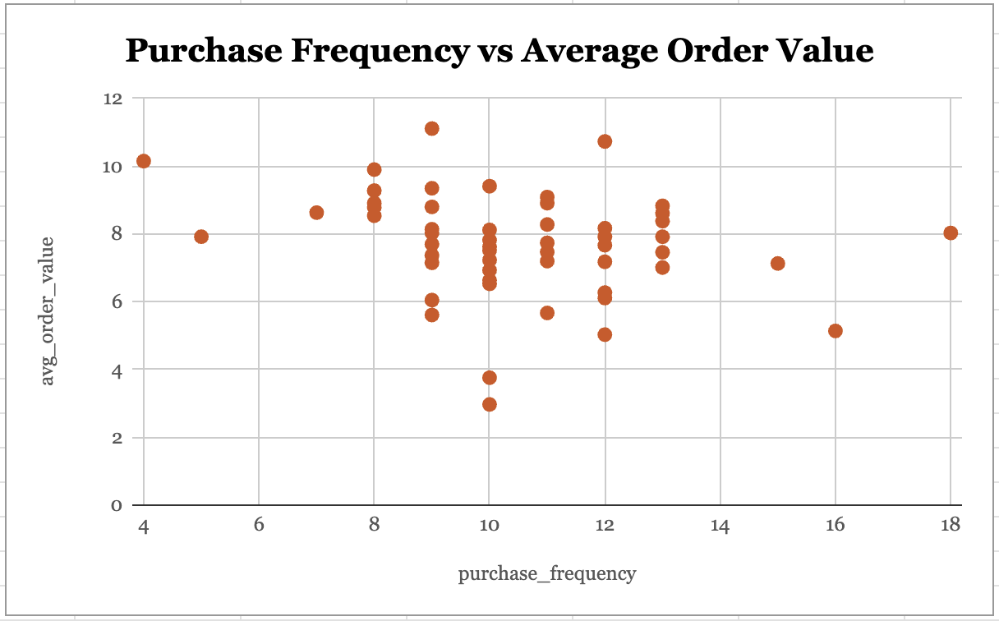 Purchase Frequency vs Average Order Value
12
10
8
6
4
2
0
avg_order_value
4 6 8 10 12 14 16 18
purchase_frequency